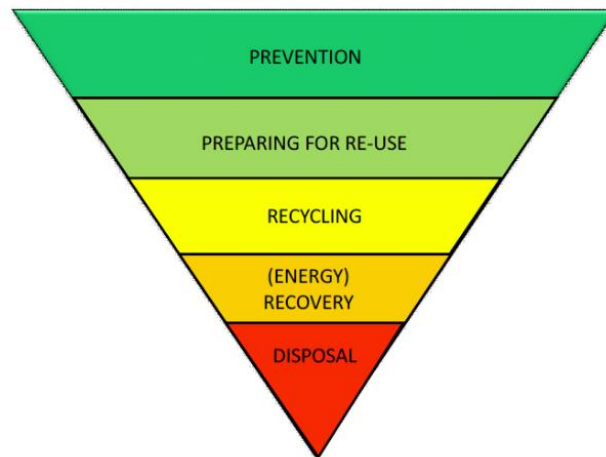 PREVENTION
PREPARING FOR RE-USE
RECYCLING
(ENERGY)
RECOVERY
DISPOSAL